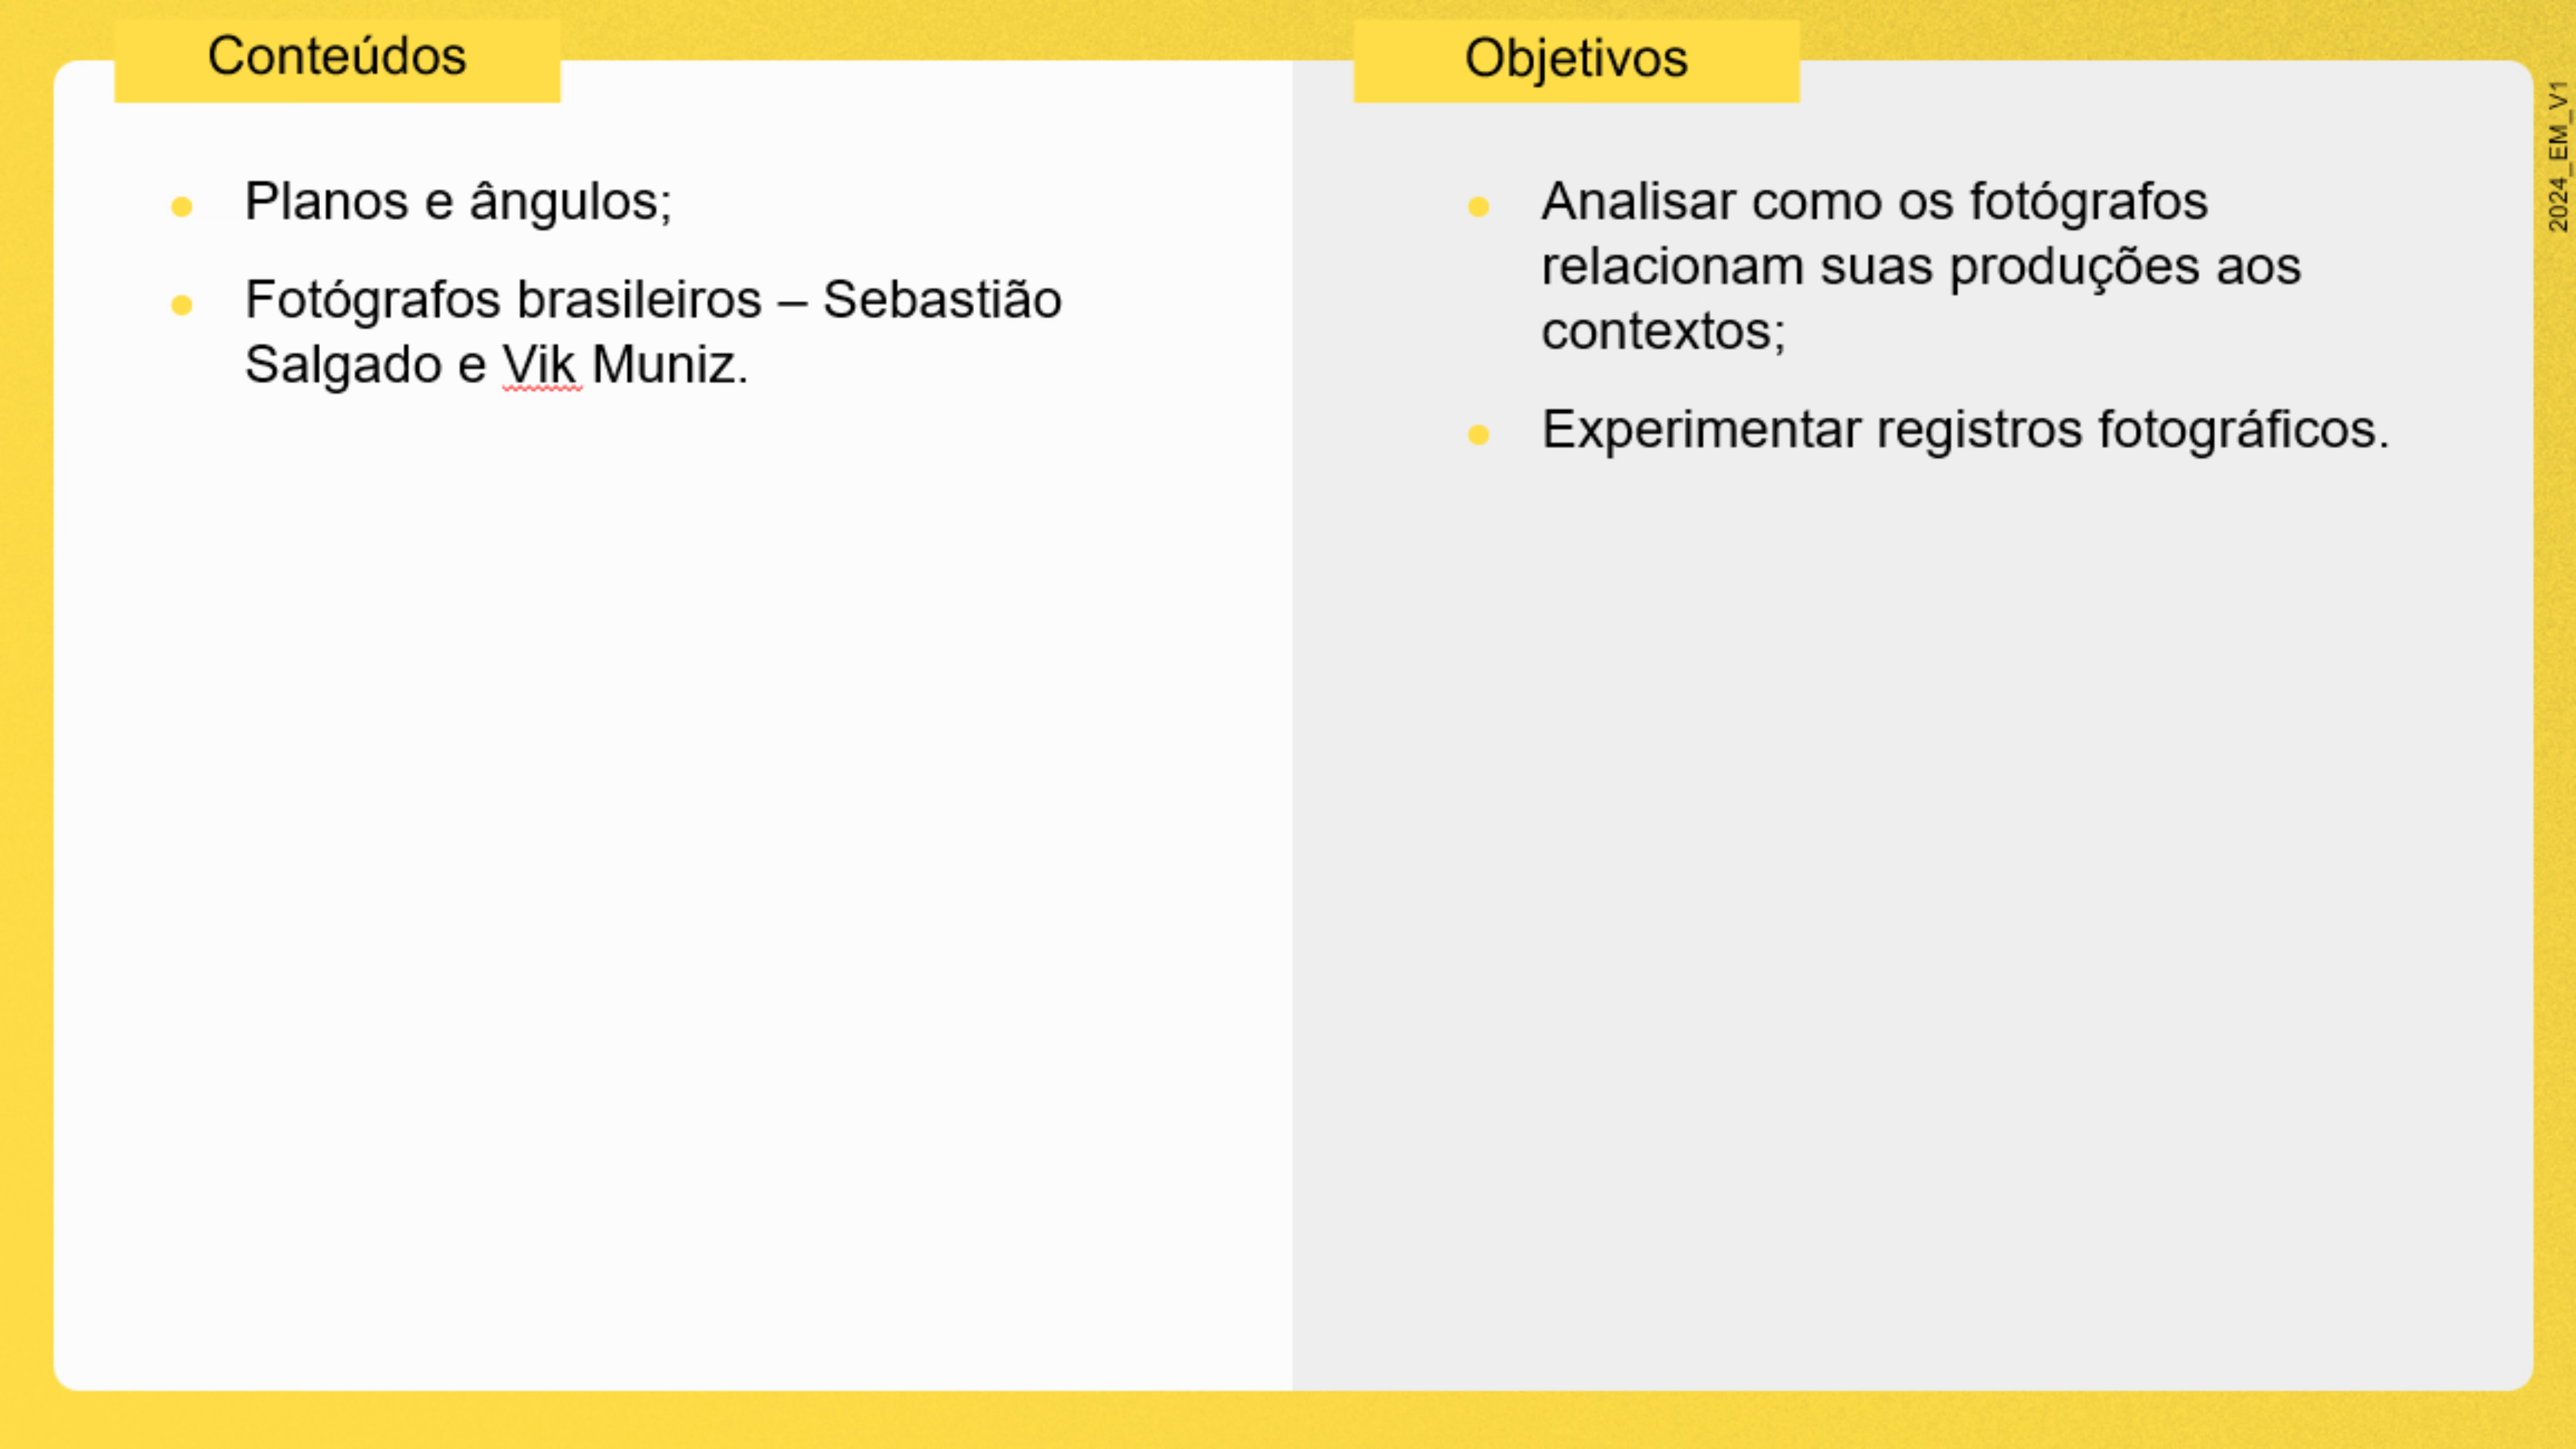 Conteúdos
Planos e ângulos;
Fotógrafos brasileiros – Sebastião
Salgado e Vik Muniz.
Objetivos
Analisar como os fotógrafos
relacionam suas produções aos
contextos;
Experimentar registros fotográficos.
2024_EM_V1